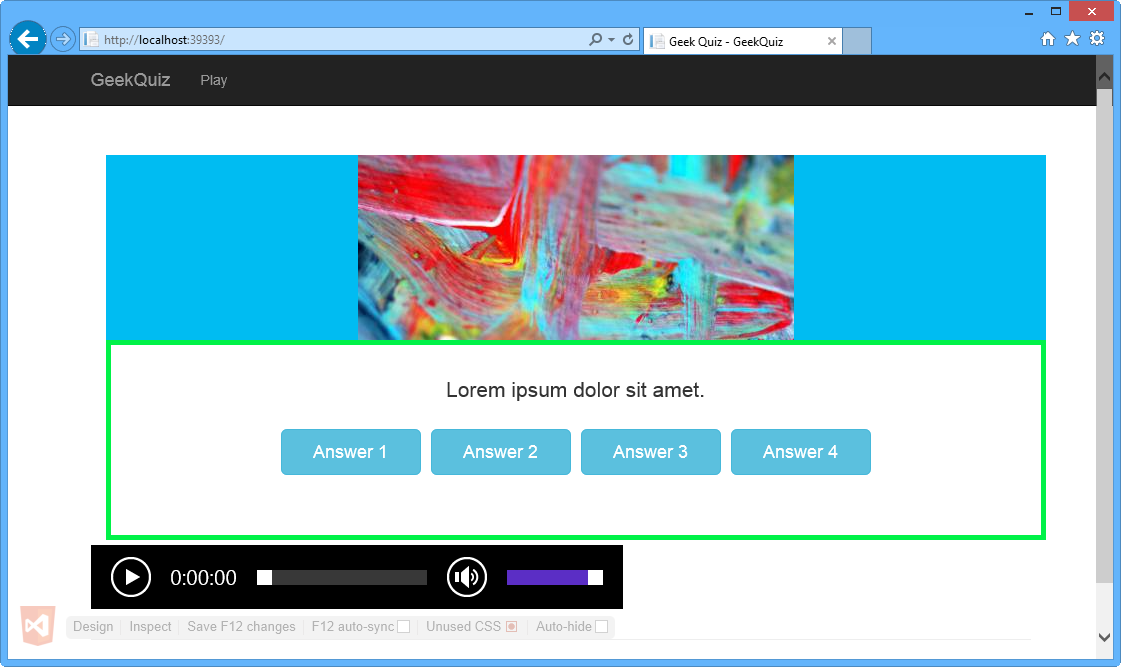 http://localhost:39393/
Geek Quiz - GeekQuiz
GeekQuiz Play
Lorem ipsum dolor sit amet.
Answer 1 Answer 2 Answer 3 Answer 4
0:00:00
Design Inspect Save F12 changes F12 auto-sync Unused CSS Auto-hide